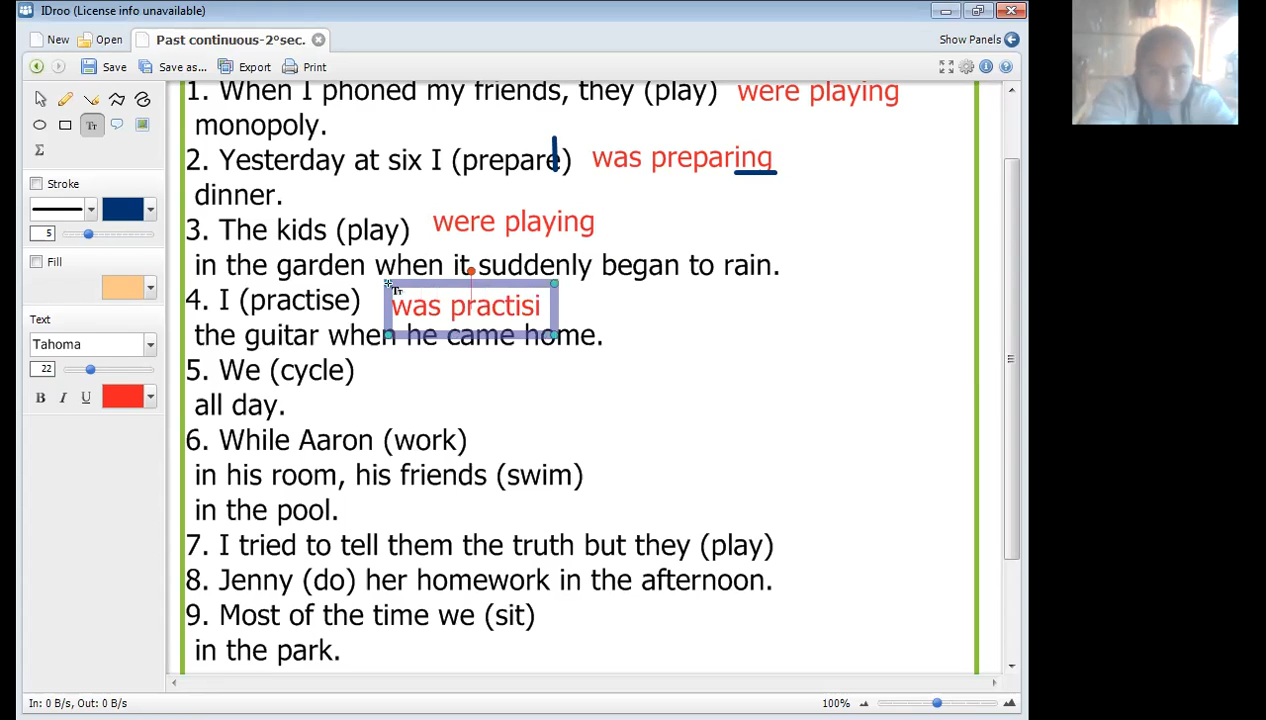 IDroo (License info unavailable)
New Open Past continuous-2°sec. Show Panels
Save Save as... Export Print
1. When I phoned my friends, they (play) were playing
monopoly.
2. Yesterday at six I (prepare) was preparing
dinner.
3. The kids (play) were playing
in the garden when it suddenly began to rain.
4. I (practise) was practisi
the guitar when he came home.
5. We (cycle)
all day.
6. While Aaron (work)
in his room, his friends (swim)
in the pool.
7. I tried to tell them the truth but they (play)
8. Jenny (do) her homework in the afternoon.
9. Most of the time we (sit)
in the park.
Tт
Σ
Stroke
5
Fill
Text
Tahoma
22
B I U
In: 0 B/s, Out: 0 B/s 100%